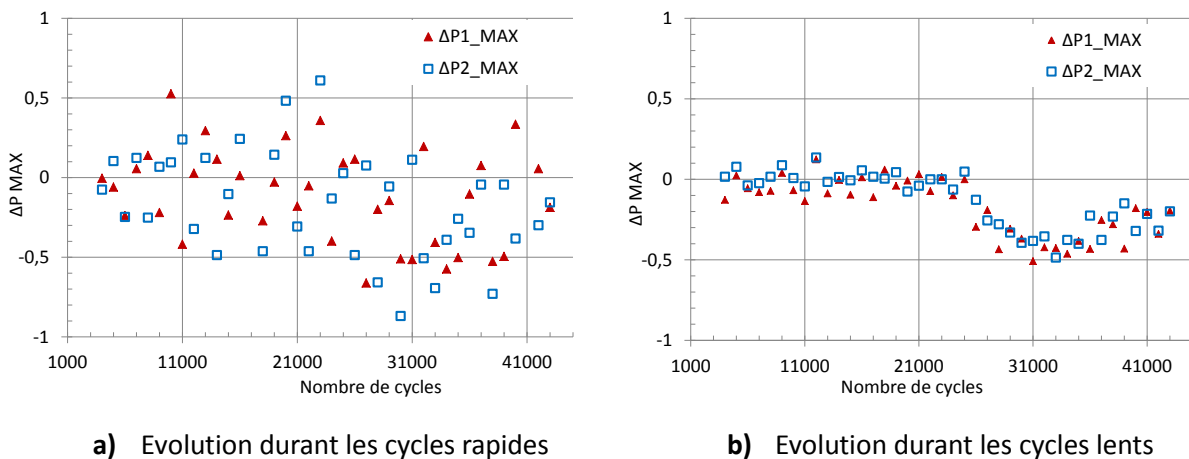 1
0,5
0
-0,5
-1
ΔP MAX
1000
11000
21000
31000
41000
Nombre de cycles
ΔP1_MAX
ΔP2_MAX
a) Evolution durant les cycles rapides
1
0,5
0
-0,5
-1
ΔP MAX
1000
11000
21000
31000
41000
Nombre de cycles
ΔP1_MAX
ΔP2_MAX
b) Evolution durant les cycles lents